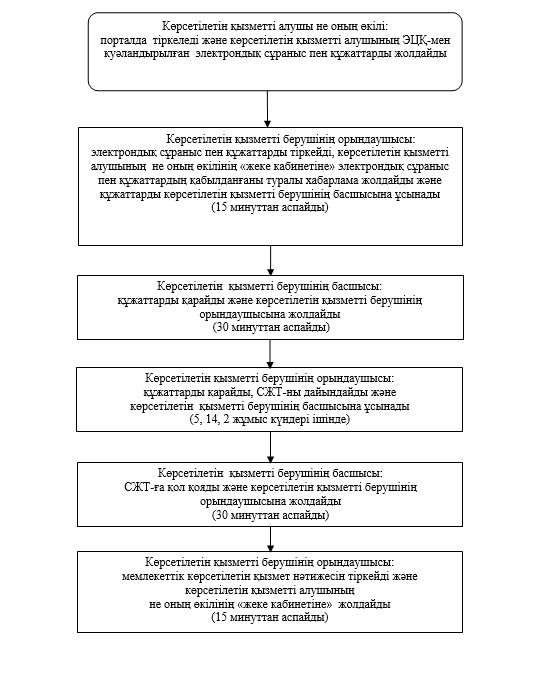 Көрсетілетін қызметті алушы не оның өкілі:
порталда тіркеледі және көрсетілетін қызметті алушының ЭЦҚ-мен
куәландырылған электрондық сұраныс пен құжаттарды жолдайды
Көрсетілетін қызметті берушінің орындаушысы:
электрондық сұраныс пен құжаттарды тіркейді, көрсетілетін қызметті
алушының не оның өкілінің «жеке кабинетіне» электрондық сұраныс
пен құжаттардың қабылданғаны туралы хабарлама жолдайды және
құжаттарды көрсетілетін қызметті берушінің басшысына ұсынады
(15 минуттан аспайды)
Көрсетілетін қызметті берушінің басшысы:
құжаттарды қарайды және көрсетілетін қызметті берушінің
орындаушысына жолдайды
(30 минуттан аспайды)
Көрсетілетін қызметті берушінің орындаушысы:
құжаттарды қарайды, СЖТ-ны дайындайды және
көрсетілетін қызметті берушінің басшысына ұсынады
(5, 14, 2 жұмыс күндері ішінде)
Көрсетілетін қызметті берушінің басшысы:
СЖТ-ға қол қояды және көрсетілетін қызметті берушінің
орындаушысына жолдайды
(30 минуттан аспайды)
Көрсетілетін қызметті берушінің орындаушысы:
мемлекеттік көрсетілетін қызмет нәтижесін тіркейді және
көрсетілетін қызметті алушының
не оның өкілінің «жеке кабинетіне» жолдайды
(15 минуттан аспайды)